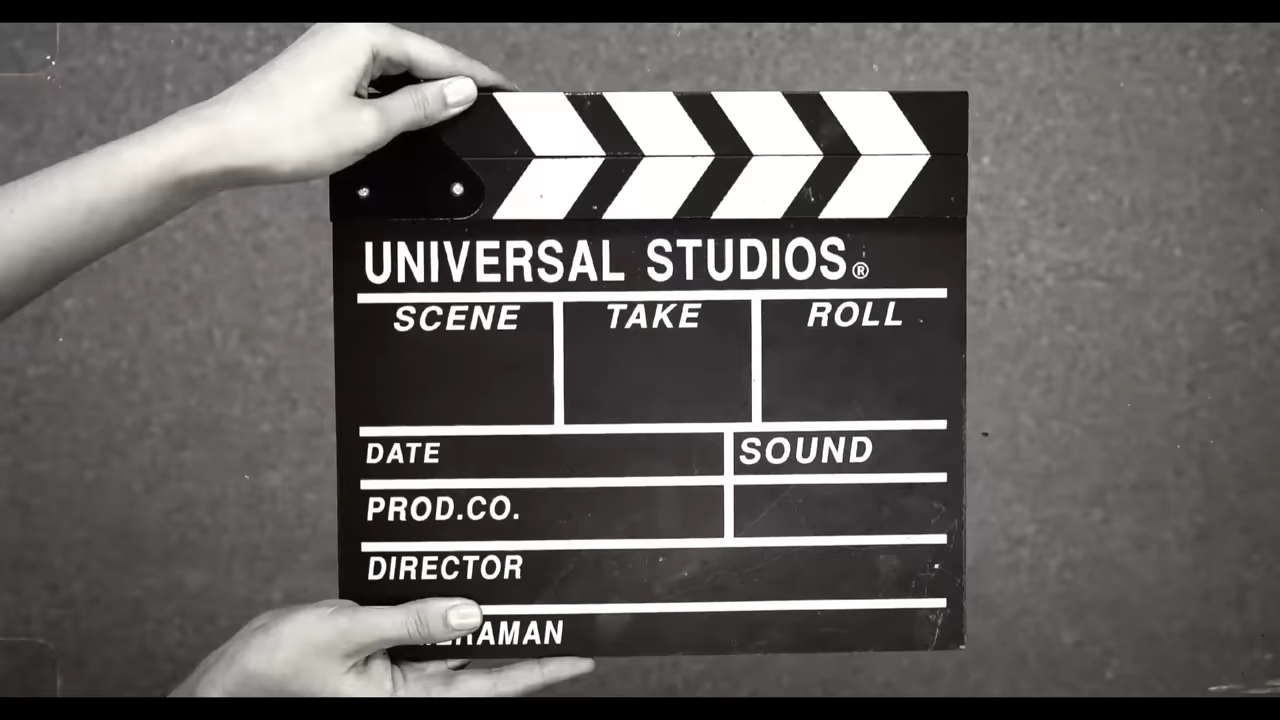 UNIVERSAL STUDIOS®
SCENE TAKE ROLL
DATE SOUND
PROD.CO.
DIRECTOR